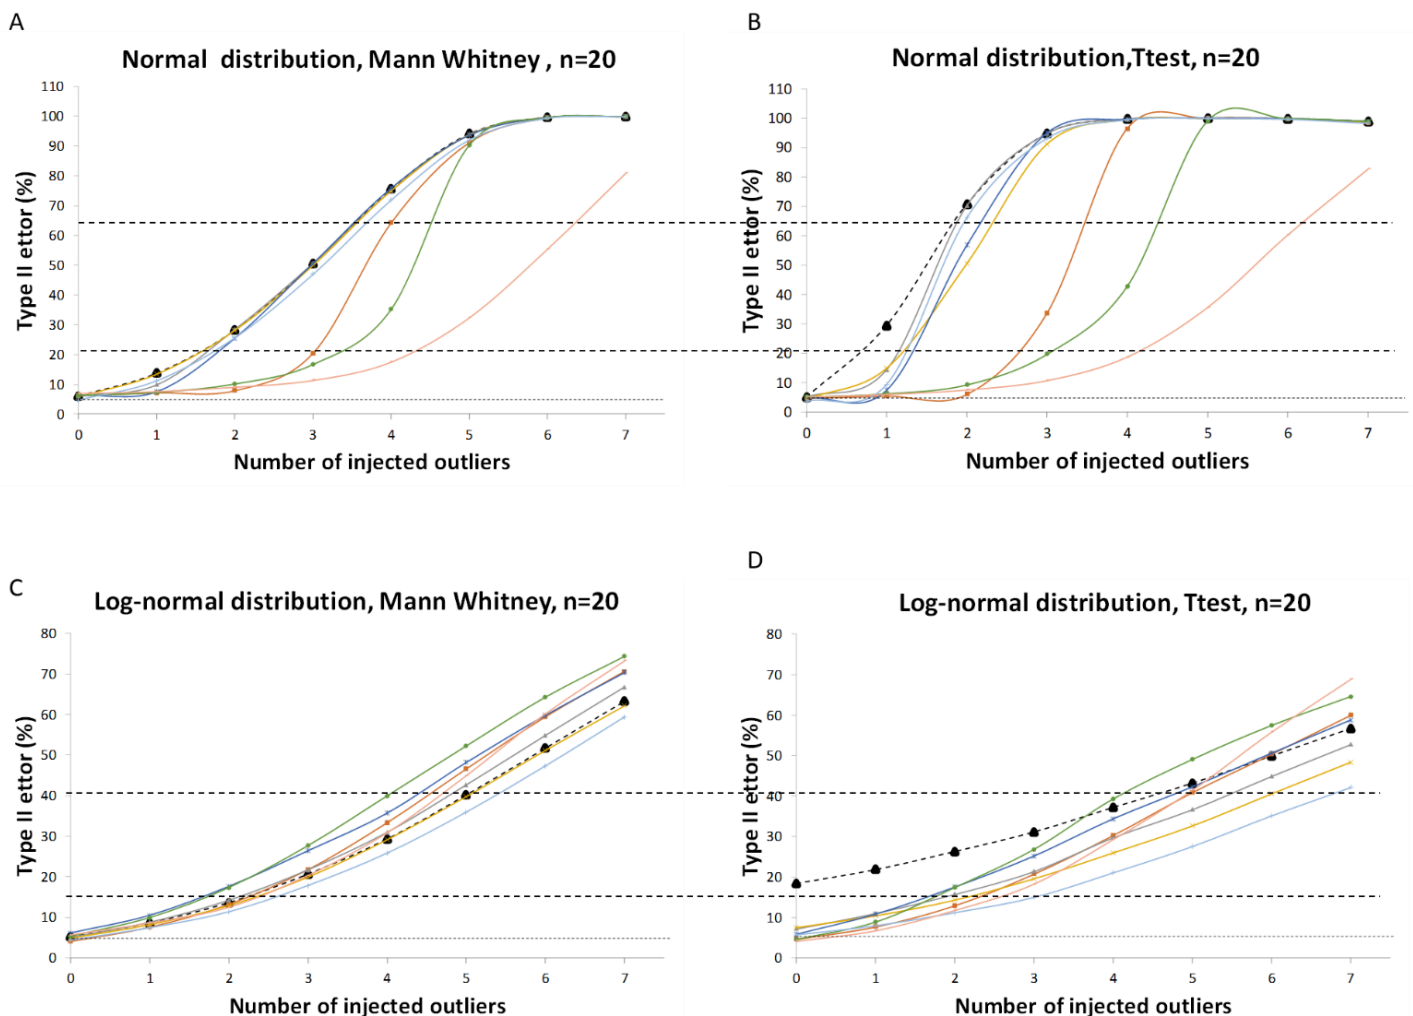 A
Normal distribution, Mann Whitney , n=20
110
100
90
80
70
60
50
40
30
20
10
0
Type II ettor (%)
0 1 2 3 4 5 6 7
Number of injected outliers
B
Normal distribution,Ttest, n=20
110
100
90
80
70
60
50
40
30
20
10
0
Type II ettor (%)
0 1 2 3 4 5 6 7
Number of injected outliers
C
Log-normal distribution, Mann Whitney, n=20
80
70
60
50
40
30
20
10
0
Type II ettor (%)
0 1 2 3 4 5 6 7
Number of injected outliers
D
Log-normal distribution, Ttest, n=20
80
70
60
50
40
30
20
10
0
Type II ettor (%)
0 1 2 3 4 5 6 7
Number of injected outliers